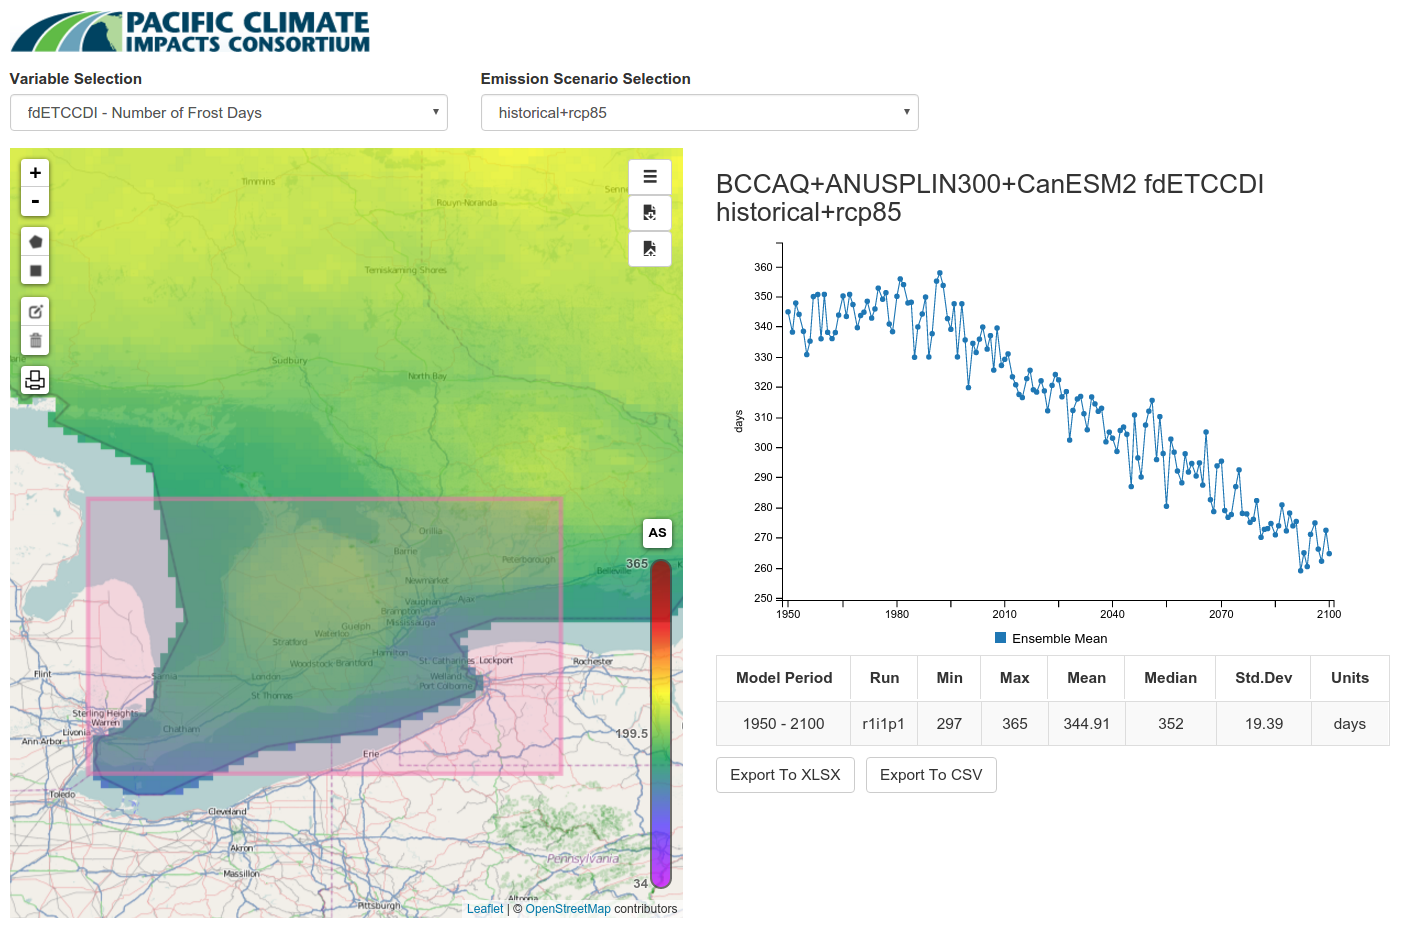 PACIFIC CLIMATE
IMPACTS CONSORTIUM
Variable Selection
fdETCCDI - Number of Frost Days
Emission Scenario Selection
historical+rcp85
+
-
Timmins
Rouyn-Noranda
Temiskaming Shores
Sudbury
North Bay
Orillia
Barrie
Peterborough
Belleville
Newmarket
Vaughan
Ajax
Brampton
Mississauga
Guelph
Waterloo
Stratford
Hamilton
Woodstock
Brantford
St. Catharines
Lockport
Rochester
Welland
Port Colborne
London
St Thomas
Sarnia
Flint
Sterling Heights
Warren
Livoni
Ann Arbor
Chatham
Erie
Toledo
Cleveland
Akron
Massillon
Pennsylvania
Altoona
Pittsburgh
AS
365
199.5
34
Leaflet | © OpenStreetMap contributors
BCCAQ+ANUSPLIN300+CanESM2 fdETCCDI
historical+rcp85
days
360
350
340
330
320
310
300
290
280
270
260
250
1950 1980 2010 2040 2070 2100
Ensemble Mean
Model Period Run Min Max Mean Median Std.Dev Units
1950 - 2100 r1i1p1 297 365 344.91 352 19.39 days
Export To XLSX Export To CSV